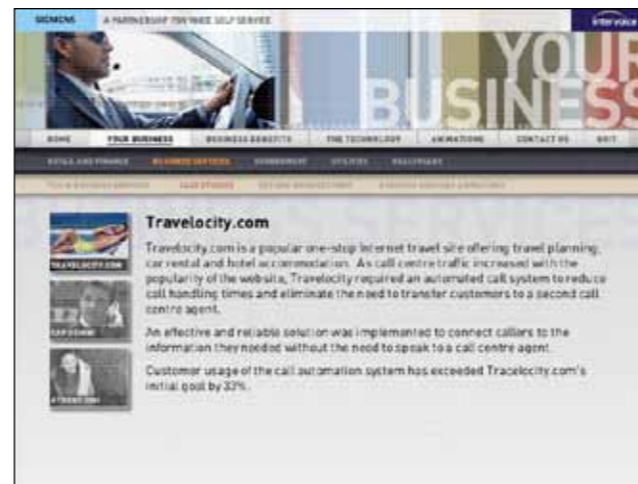 SIEMENS A PARTNERSHIP FOR VOICE SELF SERVICE intervoice
YOUR
BUSINESS
HOME YOUR BUSINESS BUSINESS BENEFITS THE TECHNOLOGY ANIMATIONS CONTACT US EXIT
RETAIL AND FINANCE BUSINESS SERVICES GOVERNMENT UTILITIES HEALTHCARE
CASE STUDIES
Travelocity.com
Travelocity.com is a popular one-stop Internet travel site offering travel planning,
car rental and hotel accommodation. As call centre traffic increased with the
popularity of the website, Travelocity required an automated call system to reduce
call handling times and eliminate the need to transfer customers to a second call
centre agent.
An effective and reliable solution was implemented to connect callers to the
information they needed without the need to speak to a call centre agent.
Customer usage of the call automation system has exceeded Tracelocity.com's
initial goal by 33%.
TRAVELOCITY.COM